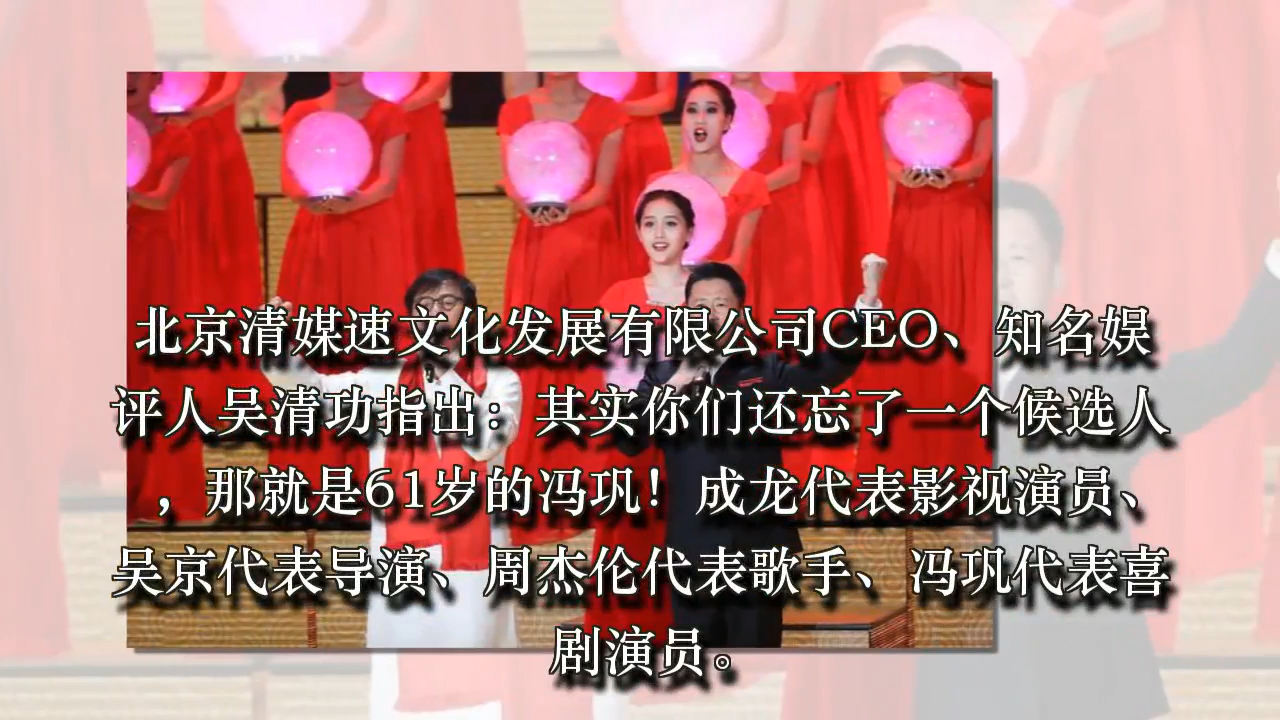 北京清媒速文化发展有限公司CEO、知名娱
评人吴清功指出：其实你们还忘了一个候选人
，那就是61岁的冯巩！成龙代表影视演员、
吴京代表导演、周杰伦代表歌手、冯巩代表喜
剧演员。